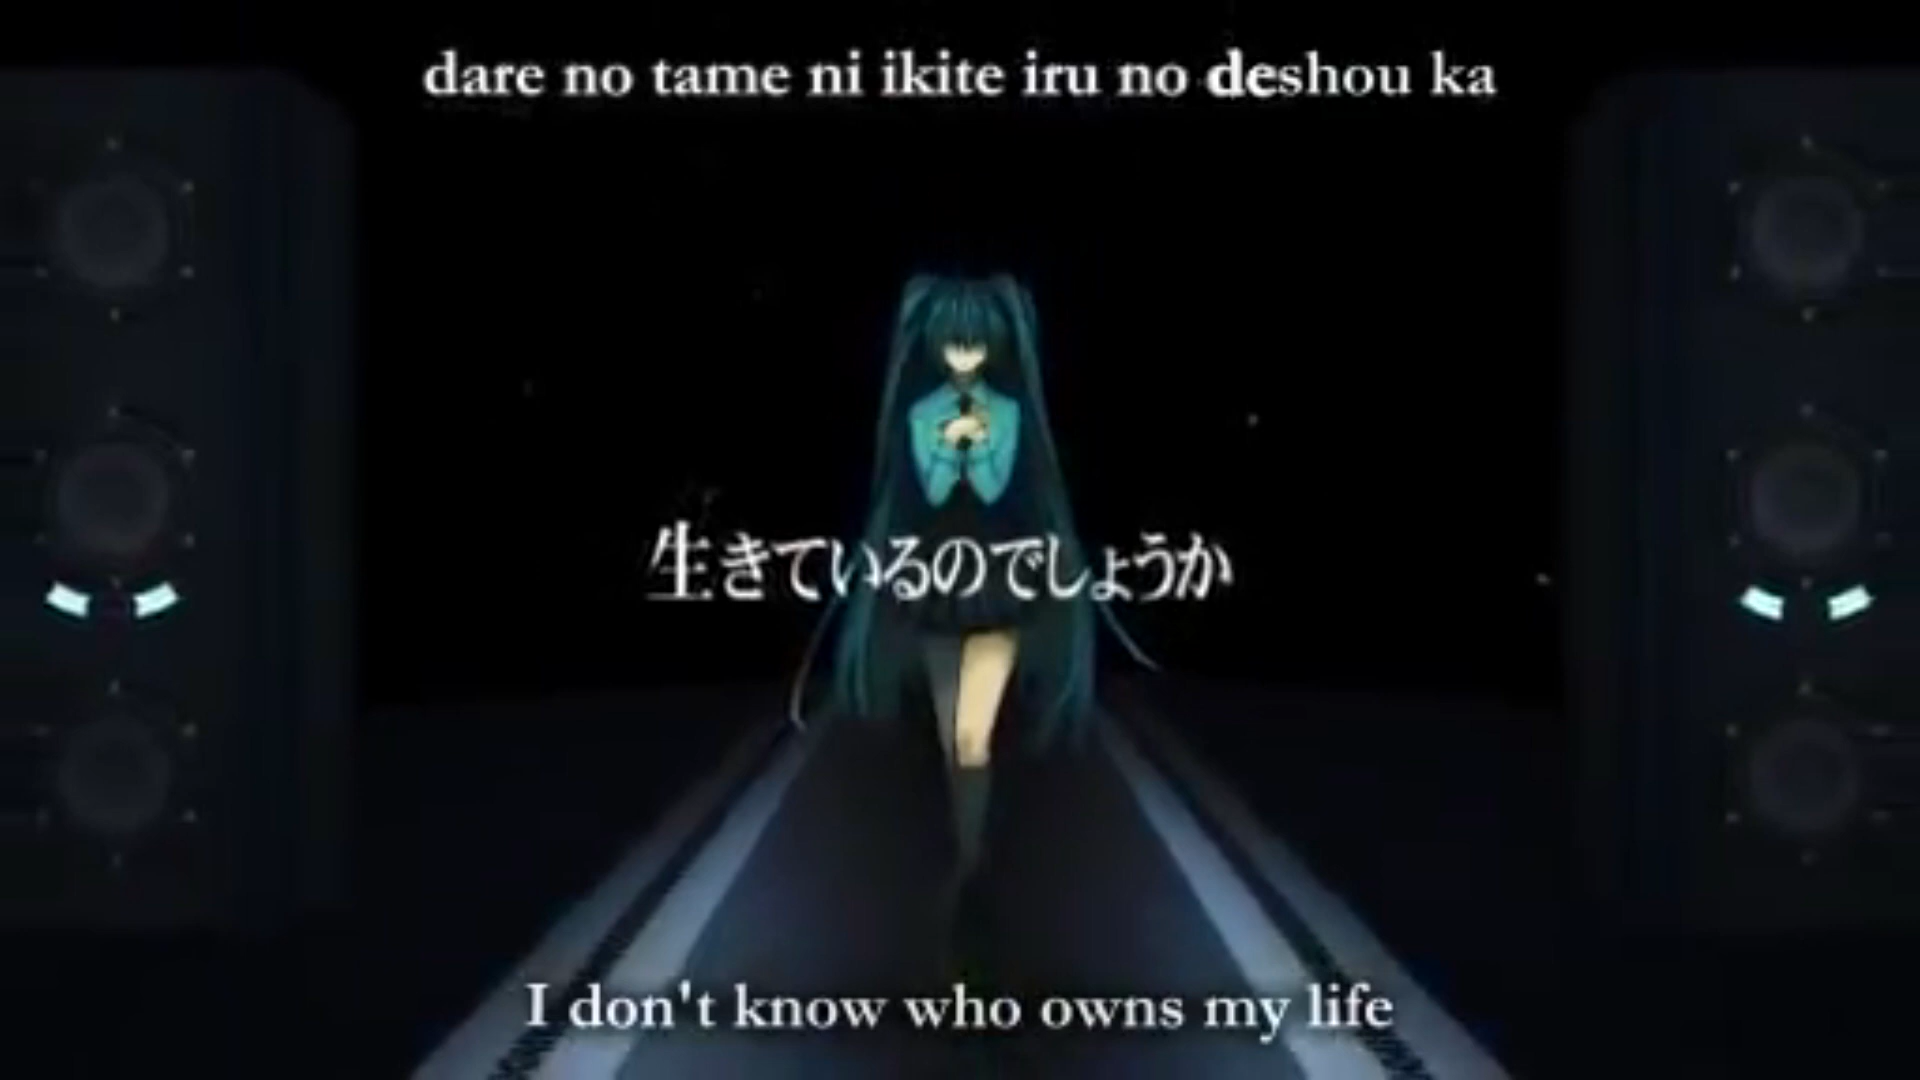 dare no tame ni ikite iru no deshou ka
生きているのでしょうか
I don't know who owns my life